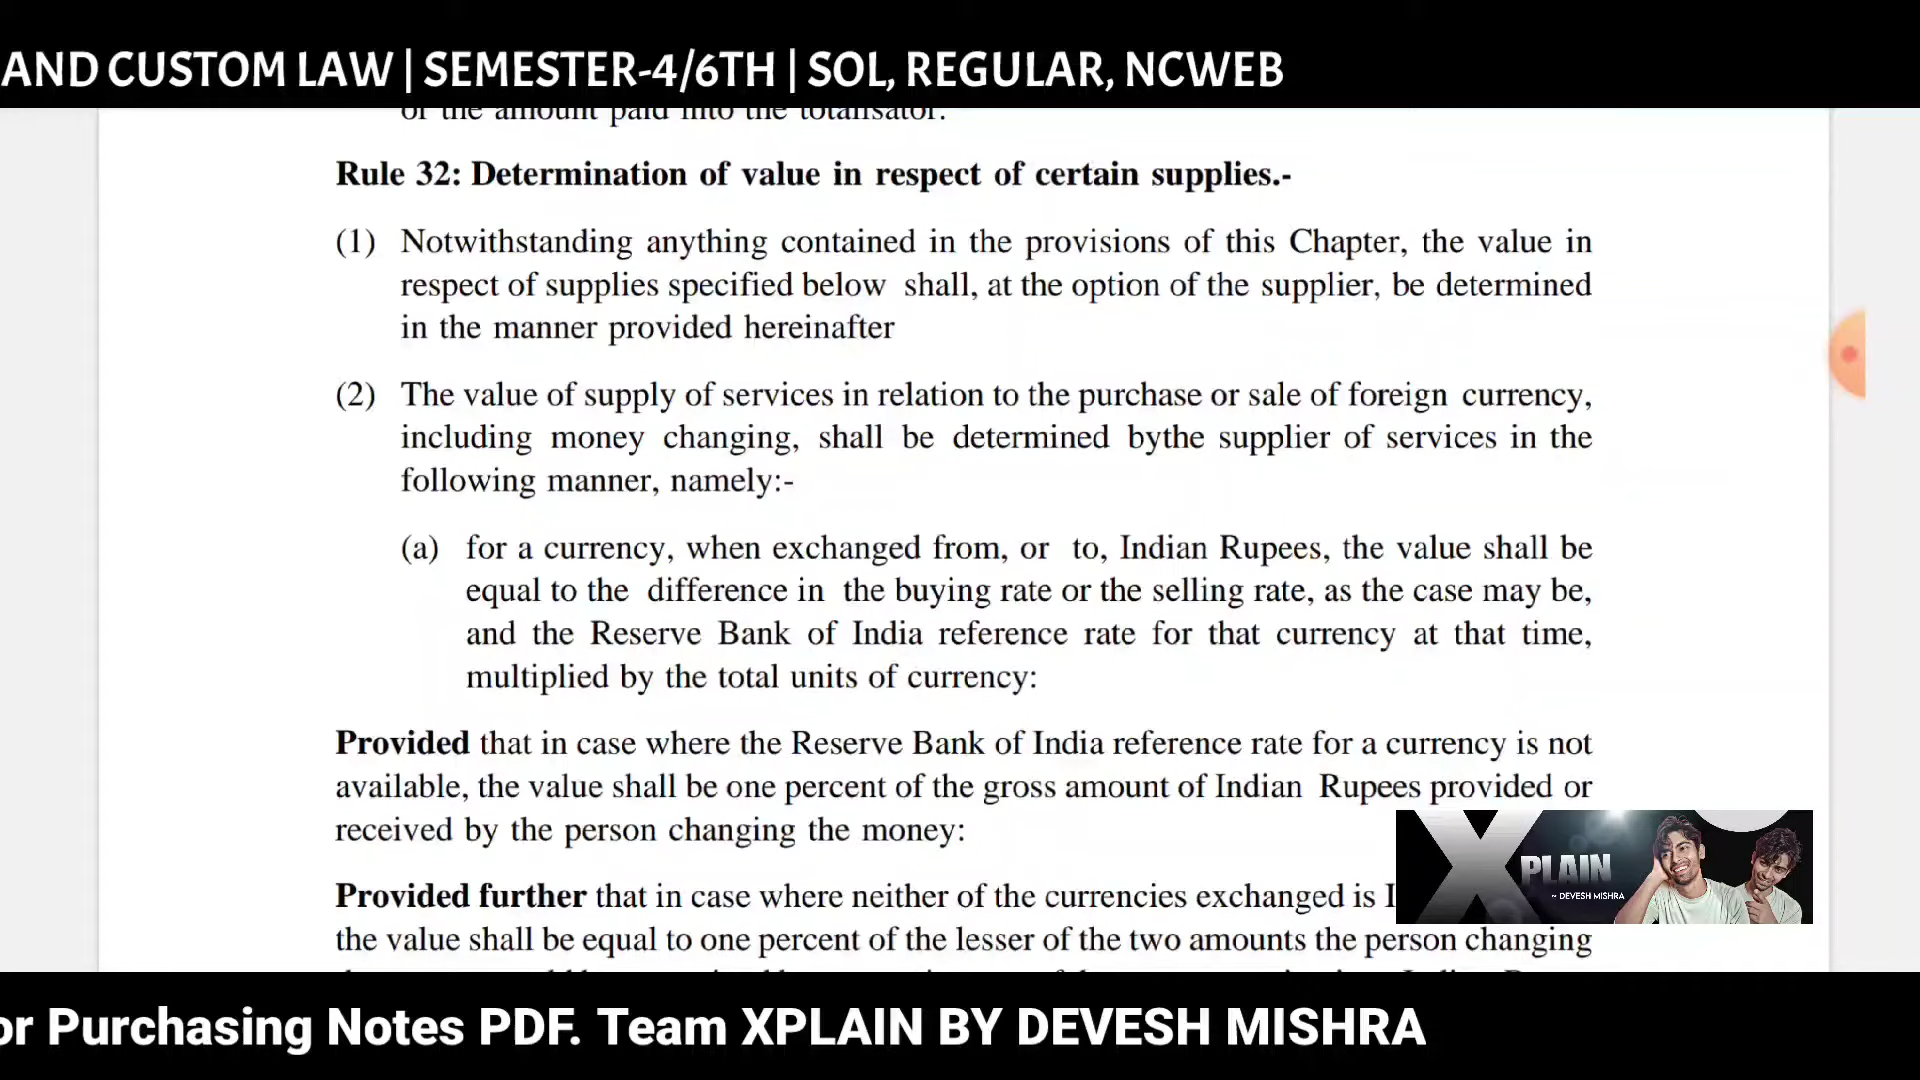 AND CUSTOM LAW | SEMESTER-4/6TH | SOL, REGULAR, NCWEB
or the amount paid into the totalisator.
Rule 32: Determination of value in respect of certain supplies.-
(1) Notwithstanding anything contained in the provisions of this Chapter, the value in
respect of supplies specified below shall, at the option of the supplier, be determined
in the manner provided hereinafter
(2) The value of supply of services in relation to the purchase or sale of foreign currency,
including money changing, shall be determined bythe supplier of services in the
following manner, namely:-
(a) for a currency, when exchanged from, or to, Indian Rupees, the value shall be
equal to the difference in the buying rate or the selling rate, as the case may be,
and the Reserve Bank of India reference rate for that currency at that time,
multiplied by the total units of currency:
Provided that in case where the Reserve Bank of India reference rate for a currency is not
available, the value shall be one percent of the gross amount of Indian Rupees provided or
received by the person changing the money:
Provided further that in case where neither of the currencies exchanged is
the value shall be equal to one percent of the lesser of the two amounts the person changing
XPLAIN
~ DEVESH MISHRA
or Purchasing Notes PDF. Team XPLAIN BY DEVESH MISHRA